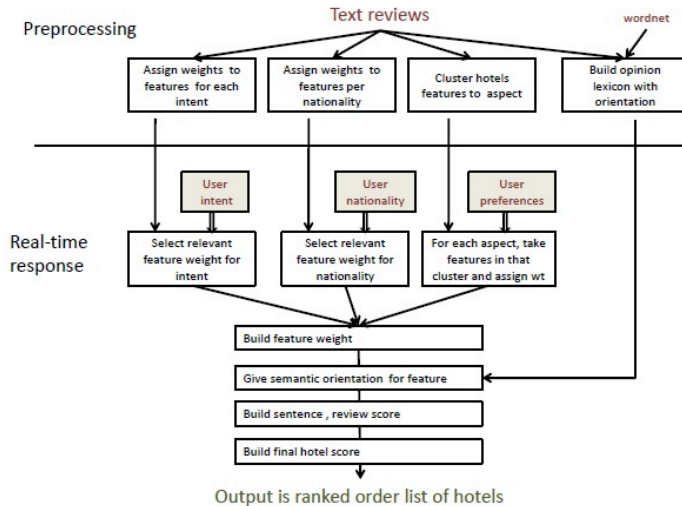 Preprocessing
Text reviews
wordnet
Assign weights to
features for each
intent
Assign weights to
features per
nationality
Cluster hotels
features to aspect
Build opinion
lexicon with
orientation
Real-time
response
User
intent
User
nationality
User
preferences
Select relevant
feature weight for
intent
Select relevant
feature weight for
nationality
For each aspect, take
features in that
cluster and assign wt
Build feature weight
Give semantic orientation for feature
Build sentence , review score
Build final hotel score
Output is ranked order list of hotels